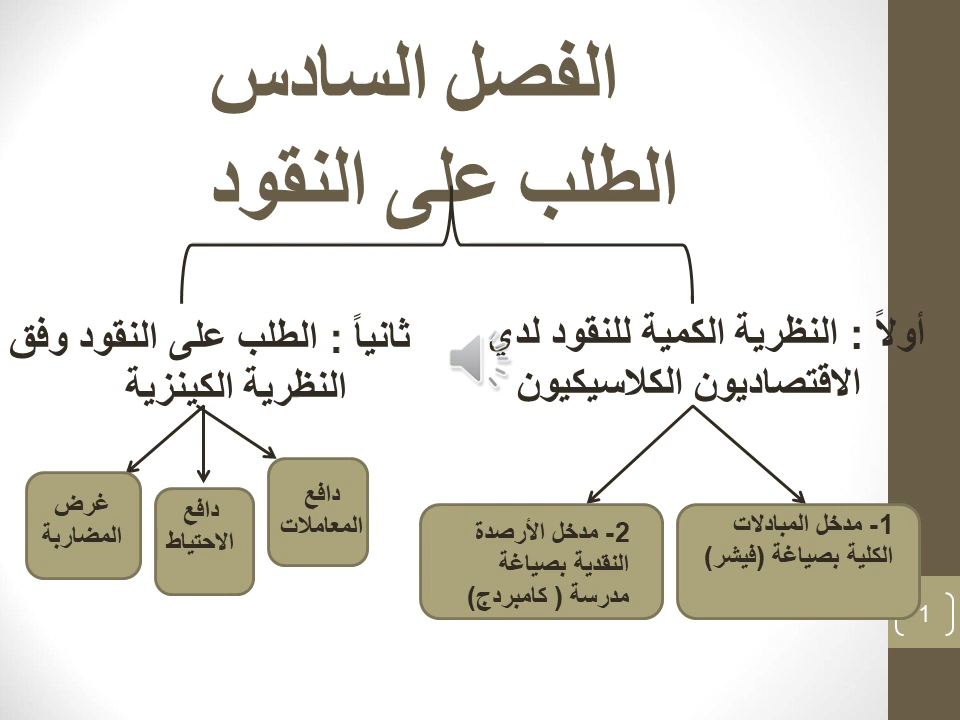 الفصل السادس
الطلب على النقود
أولاً : النظرية الكمية للنقود لدي
الاقتصاديون الكلاسيكيون
ثانياً : الطلب على النقود وفق
النظرية الكينزية
1- مدخل المبادلات
الكلية بصياغة (فيشر)
2- مدخل الأرصدة
النقدية بصياغة
مدرسة ( كامبردج)
دافع
المعاملات
دافع
الاحتياط
غرض
المضاربة
1